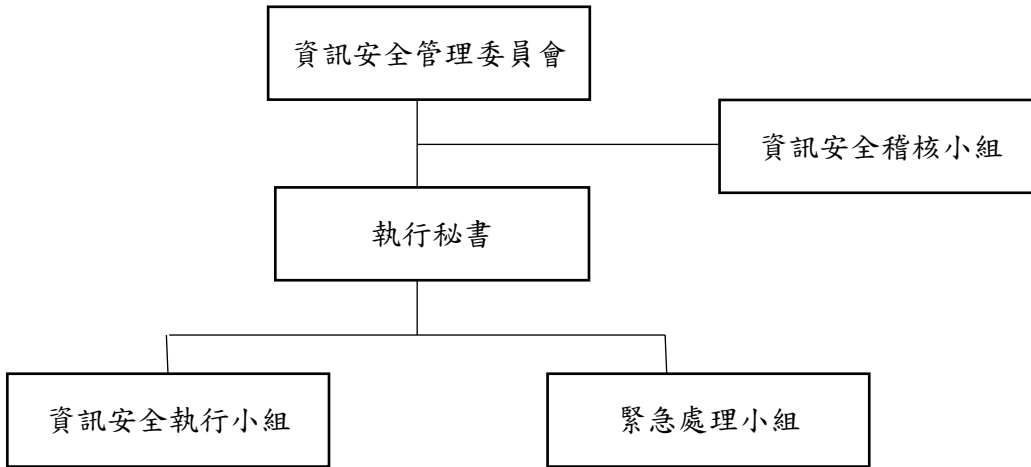 資訊安全管理委員會
資訊安全稽核小組
執行秘書
資訊安全執行小組
緊急處理小組